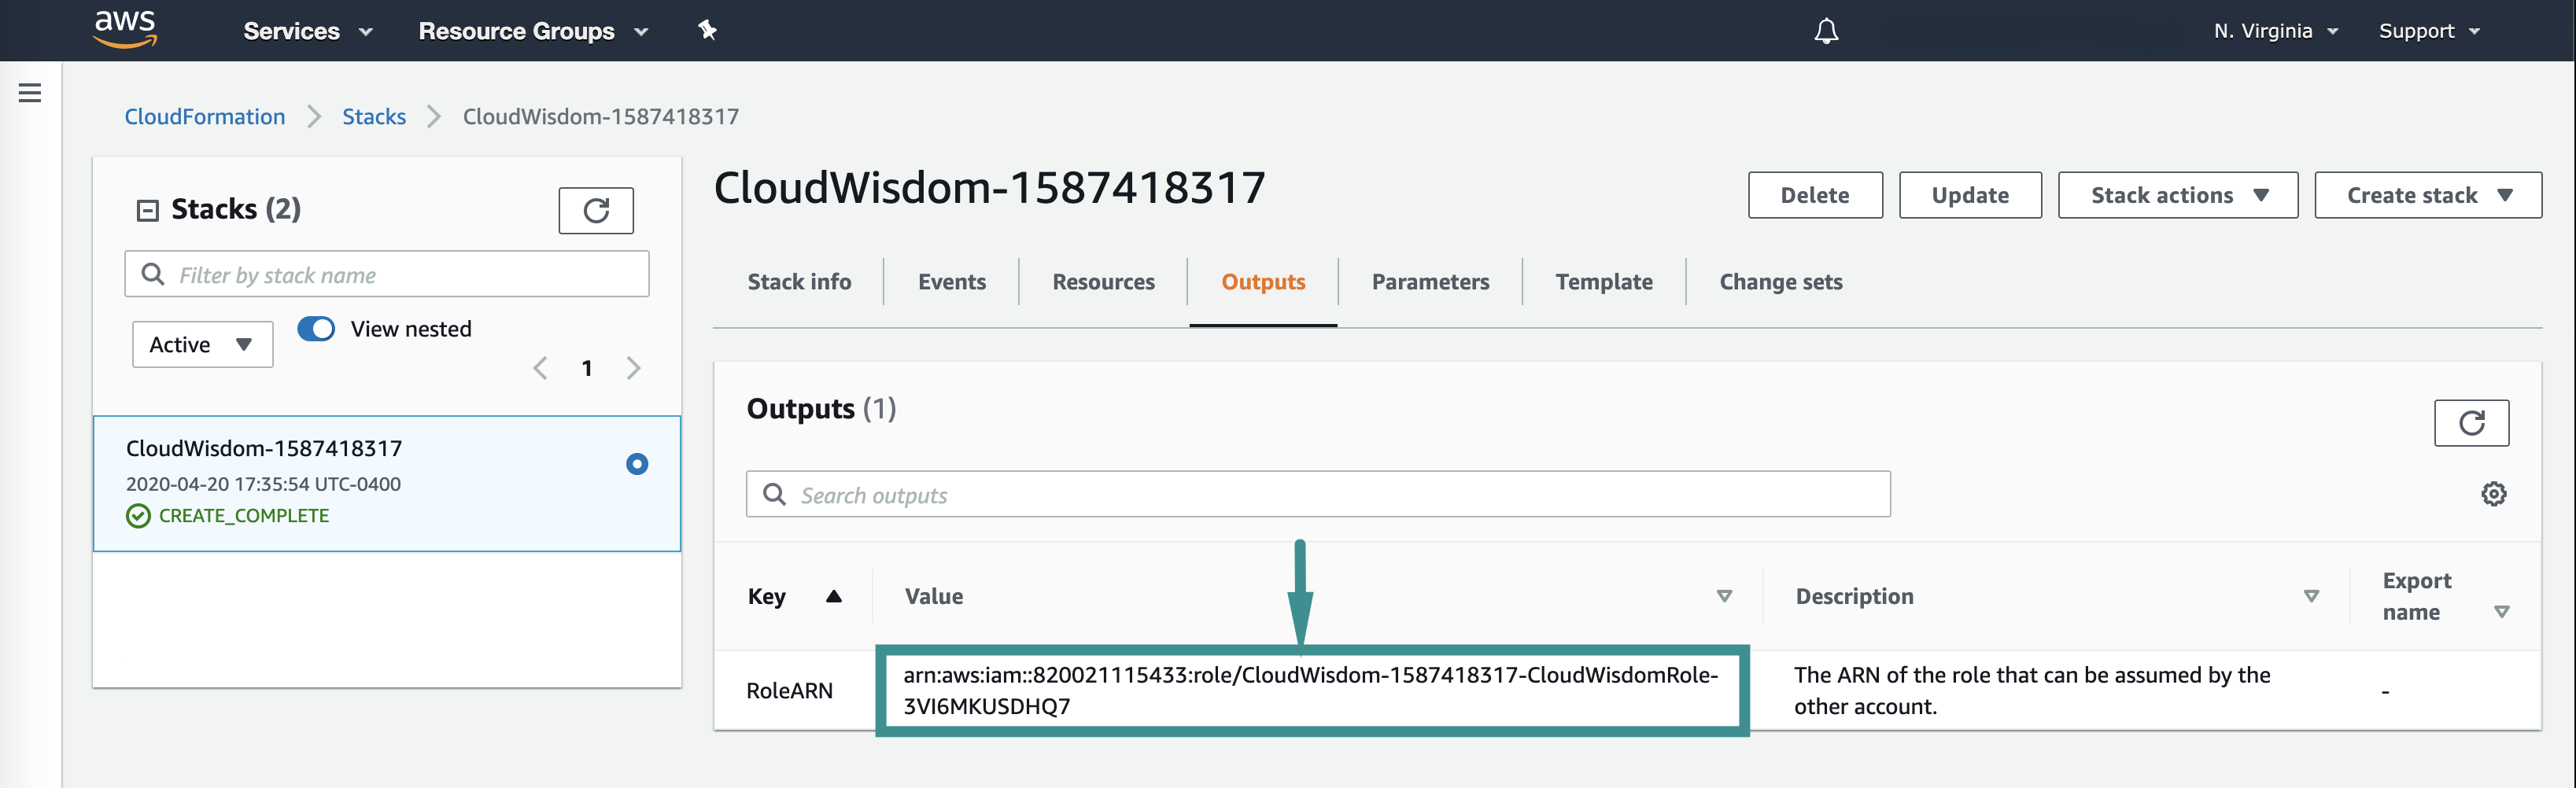 aws
Services
Resource Groups
N. Virginia
Support
CloudFormation
Stacks
CloudWisdom-1587418317
Stacks (2)
Filter by stack name
Active
View nested
1
CloudWisdom-1587418317
2020-04-20 17:35:54 UTC-0400
CREATE_COMPLETE
CloudWisdom-1587418317
Delete
Update
Stack actions
Create stack
Stack info
Events
Resources
Outputs
Parameters
Template
Change sets
Outputs (1)
Search outputs
Key
Value
Description
Export
name
RoleARN
arn:aws:iam::820021115433:role/CloudWisdom-1587418317-CloudWisdomRole-
3VI6MKUSDHQ7
The ARN of the role that can be assumed by the
other account.
-